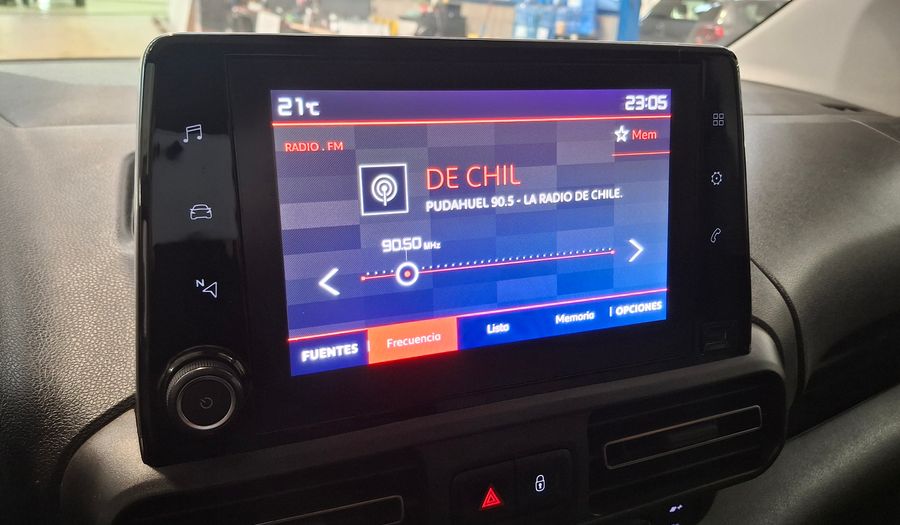 21°C
23:05
RADIO . FM
Mem
DE CHIL
PUDAHUEL 90.5 - LA RADIO DE CHILE.
90.50 MHz
N
FUENTES
Frecuencia
Lista
Memoria
OPCIONES